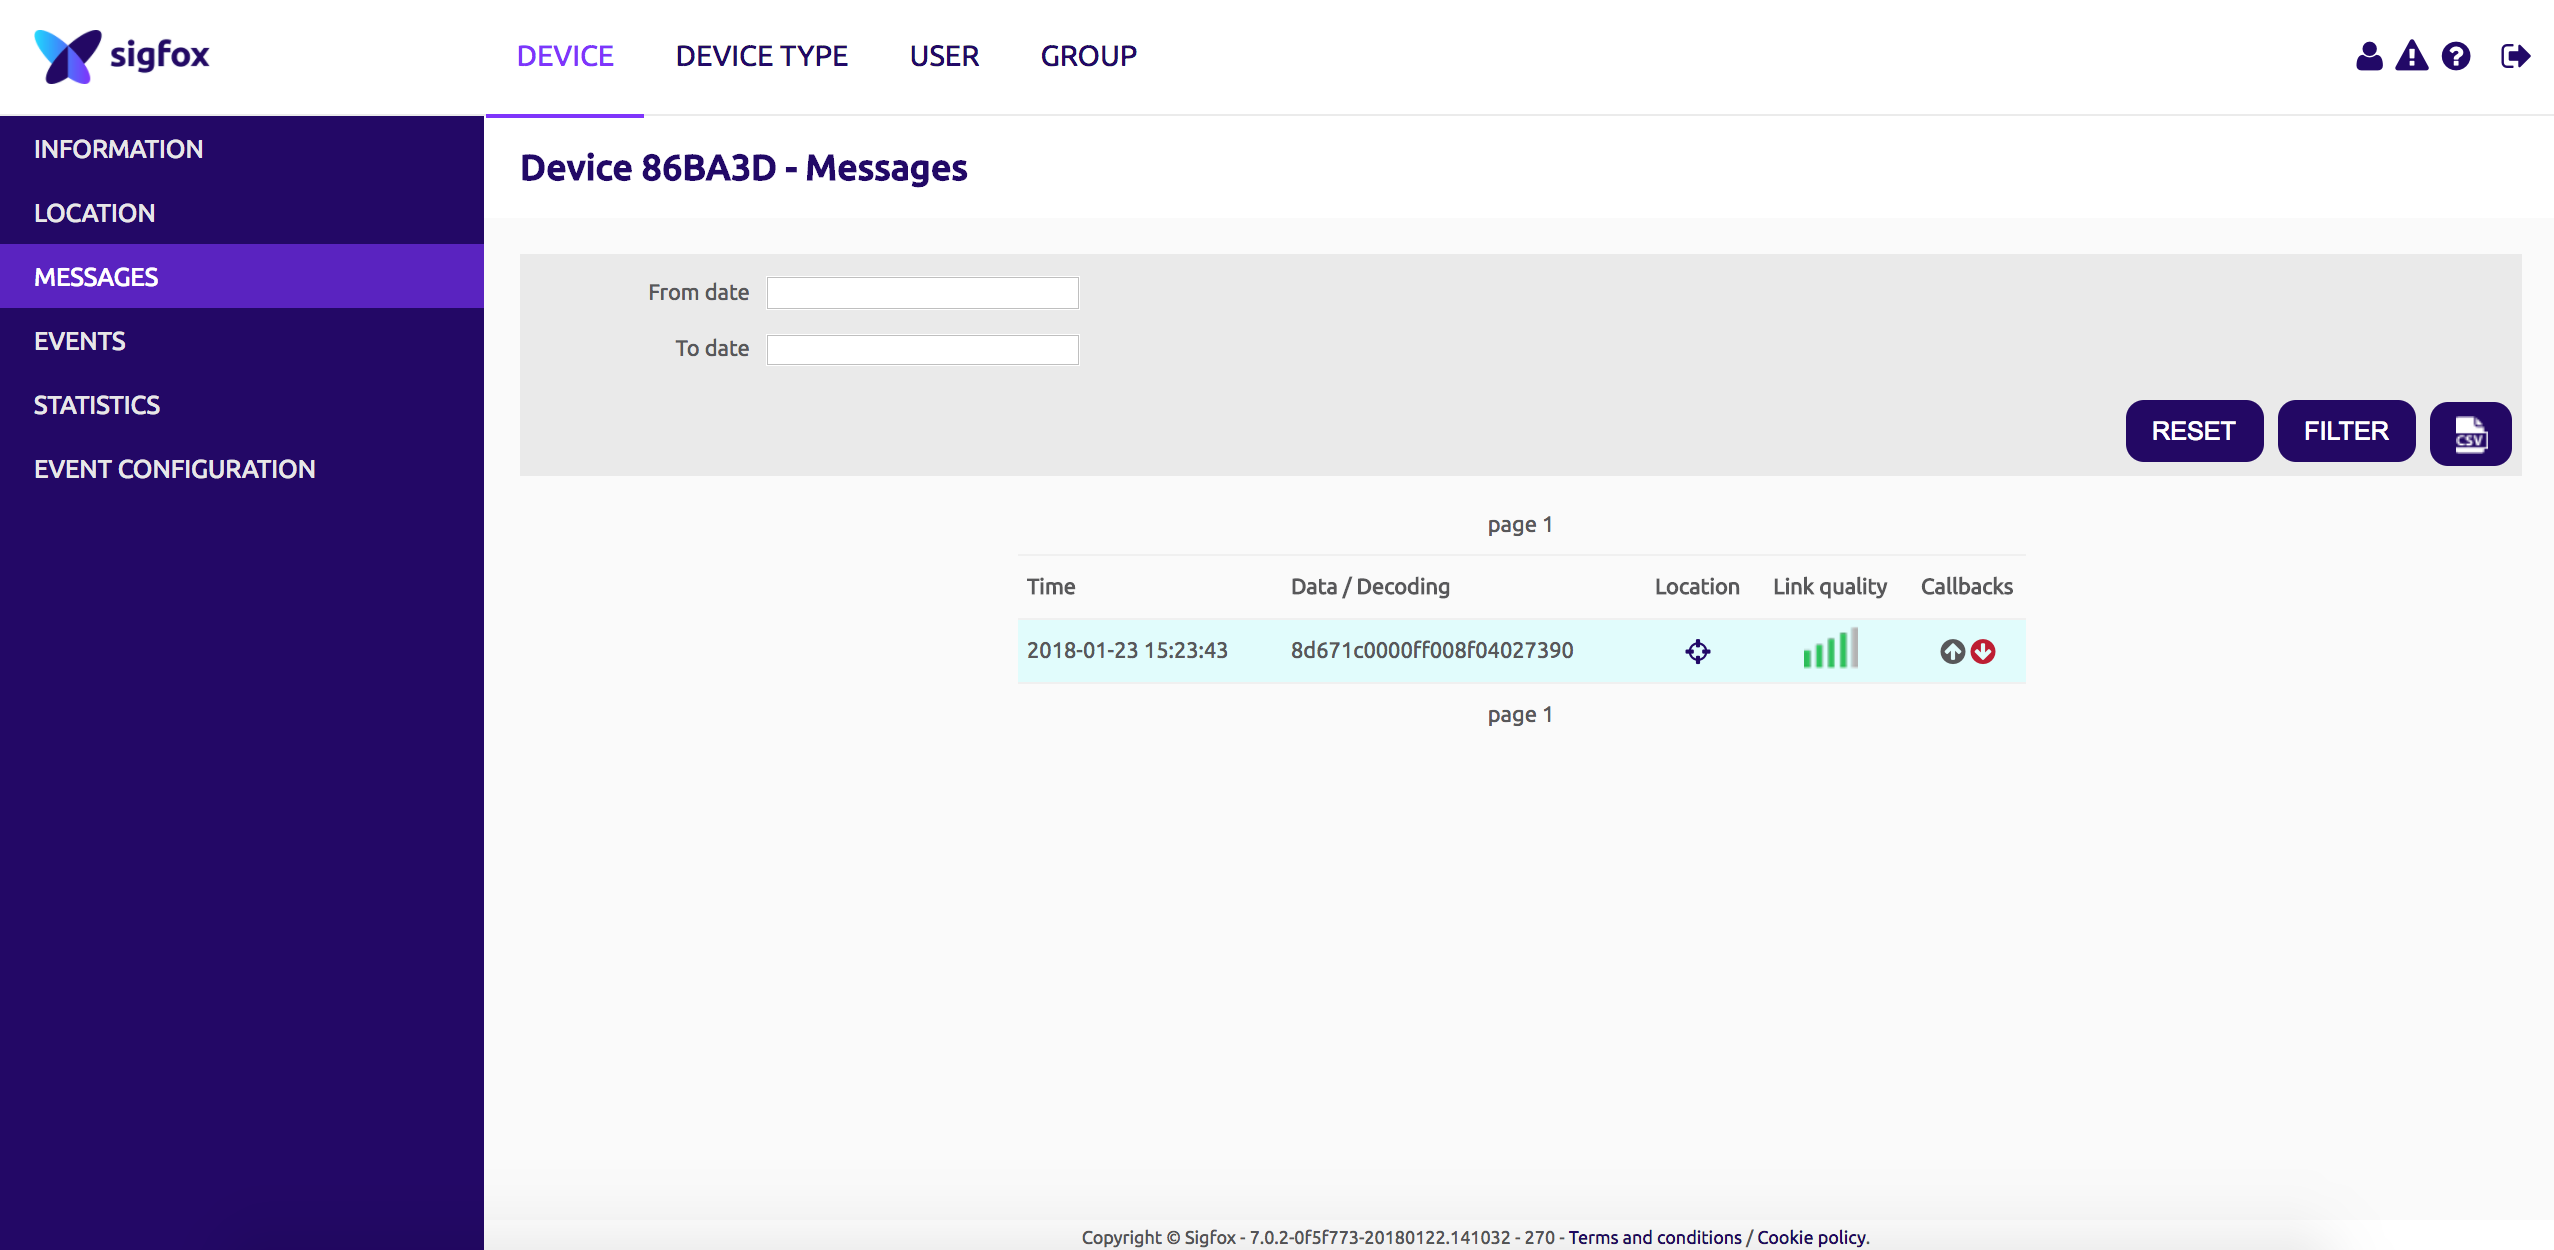 sigfox
DEVICE DEVICE TYPE USER GROUP
INFORMATION
LOCATION
MESSAGES
EVENTS
STATISTICS
EVENT CONFIGURATION
Device 86BA3D - Messages
From date
To date
RESET FILTER CSV
page 1
Time Data / Decoding Location Link quality Callbacks
2018-01-23 15:23:43 8d671c0000ff008f04027390
page 1
Copyright © Sigfox - 7.0.2-0f5f773-20180122.141032 - 270 - Terms and conditions / Cookie policy.